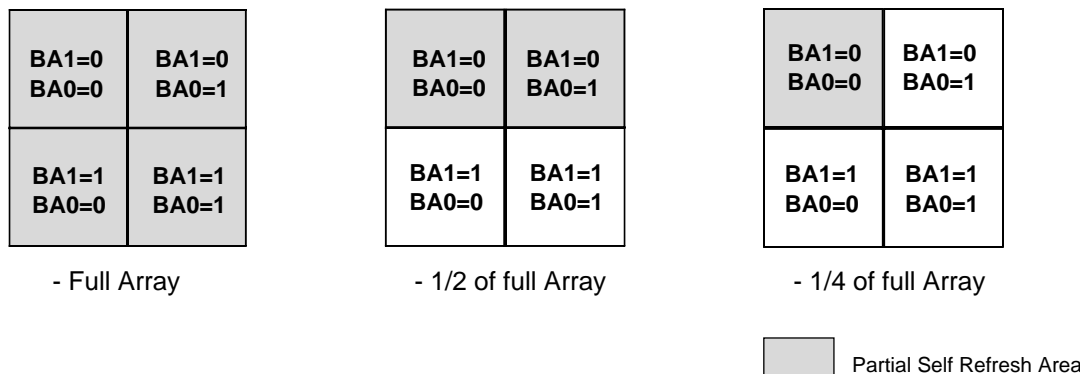 BA1=0
BA0=0
BA1=0
BA0=1
BA1=1
BA0=0
BA1=1
BA0=1
- Full Array
BA1=0
BA0=0
BA1=0
BA0=1
BA1=1
BA0=0
BA1=1
BA0=1
- 1/2 of full Array
BA1=0
BA0=0
BA1=0
BA0=1
BA1=1
BA0=0
BA1=1
BA0=1
- 1/4 of full Array
Partial Self Refresh Area